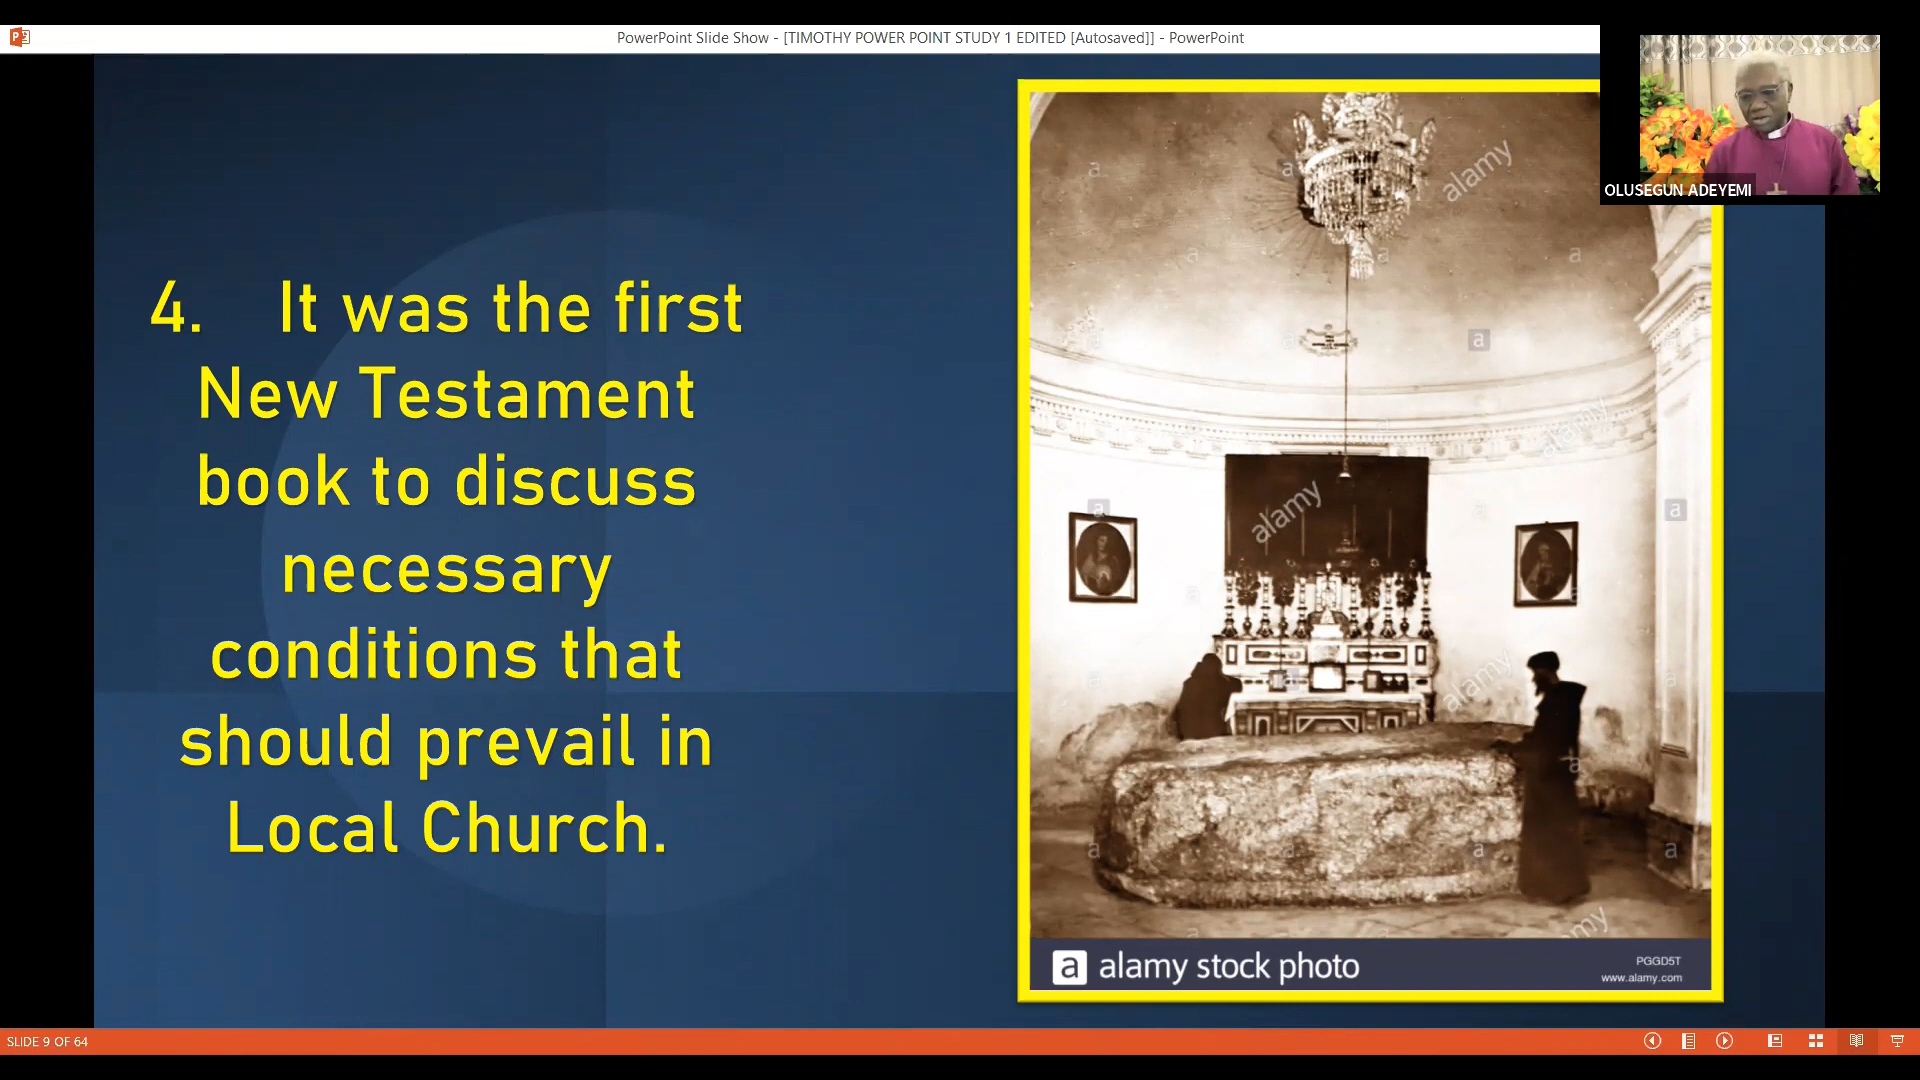 PowerPoint Slide Show - [TIMOTHY POWER POINT STUDY 1 EDITED [Autosaved]] - PowerPoint
OLUSEGUN ADEYEMI
4. It was the first
New Testament
book to discuss
necessary
conditions that
should prevail in
Local Church.
alamy
alamy
alamy
alamy
a alamy stock photo
PGGD5T
www.alamy.com
SLIDE 9 OF 64